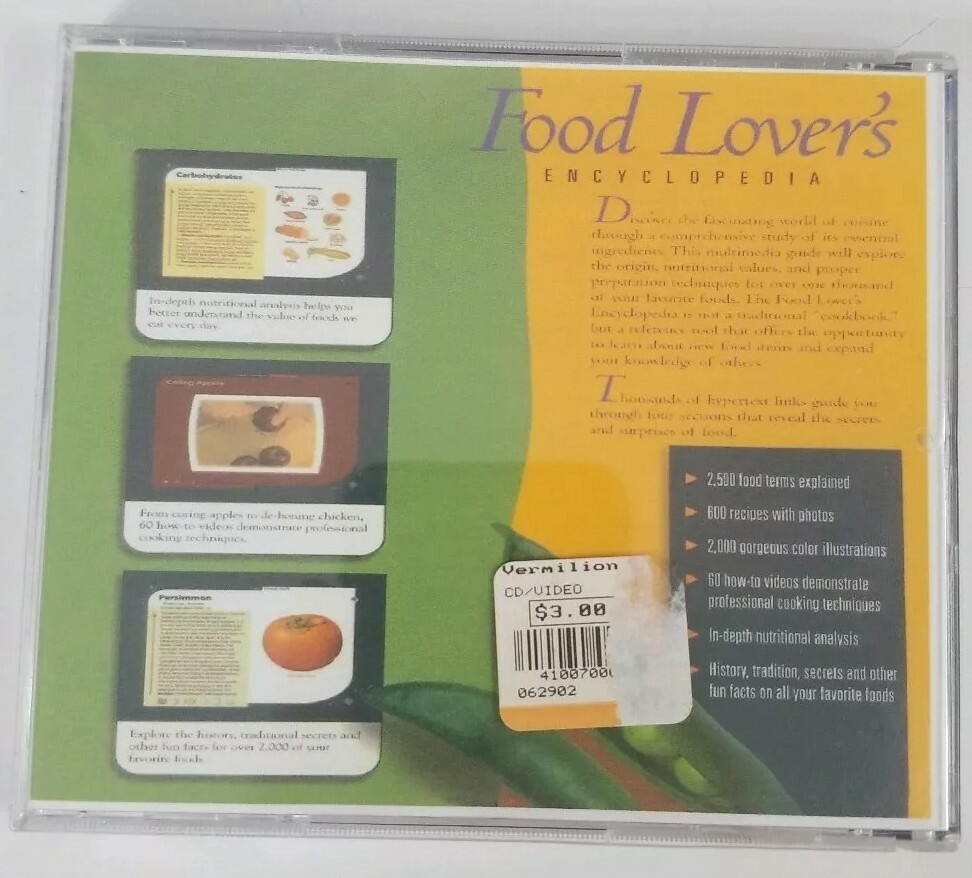 Food Lover's
ENCYCLOPEDIA
Discover the fascinating world of cuisine
through a comprehensive study of its essential
ingredients. This multimedia guide will explore
the origin, nutritional values, and proper
preparation techniques for over one thousand
of your favorite foods. The Food Lover's
Encyclopedia is not a traditional "cookbook,"
but a reference tool that offers the opportunity
to learn about new food items and expand
your knowledge of others.
Thousands of hypertext links guide you
through four sections that reveal the secrets
and surprises of food.
Carbohydrates
In-depth nutritional analysis helps you
better understand the value of foods we
eat every day.
Coring Apples
From coring apples to de-boning chicken,
60 how-to videos demonstrate professional
cooking techniques.
Persimmon
Explore the history, traditional secrets and
other fun facts for over 2,000 of your
favorite foods.
2,500 food terms explained
600 recipes with photos
2,000 gorgeous color illustrations
60 how-to videos demonstrate
professional cooking techniques
In-depth nutritional analysis
History, tradition, secrets and other
fun facts on all your favorite foods
Vermilion
CD/VIDEO
$3.00
4100700
062902